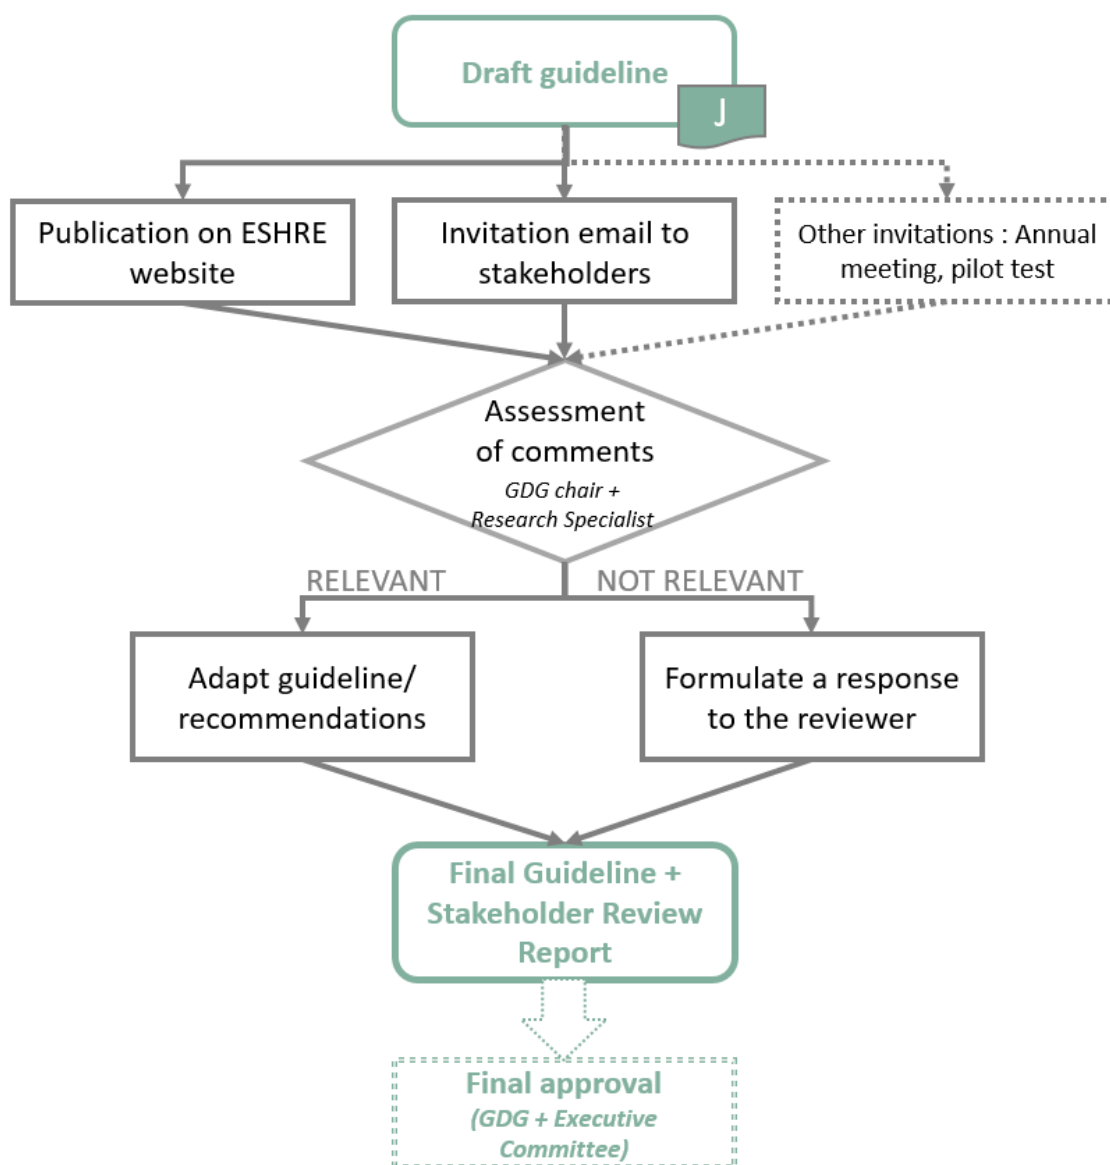 Draft guideline
J
Publication on ESHRE
website
Invitation email to
stakeholders
Other invitations : Annual
meeting, pilot test
Assessment
of comments
GDG chair +
Research Specialist
RELEVANT
NOT RELEVANT
Adapt guideline/
recommendations
Formulate a response
to the reviewer
Final Guideline +
Stakeholder Review
Report
Final approval
(GDG + Executive
Committee)